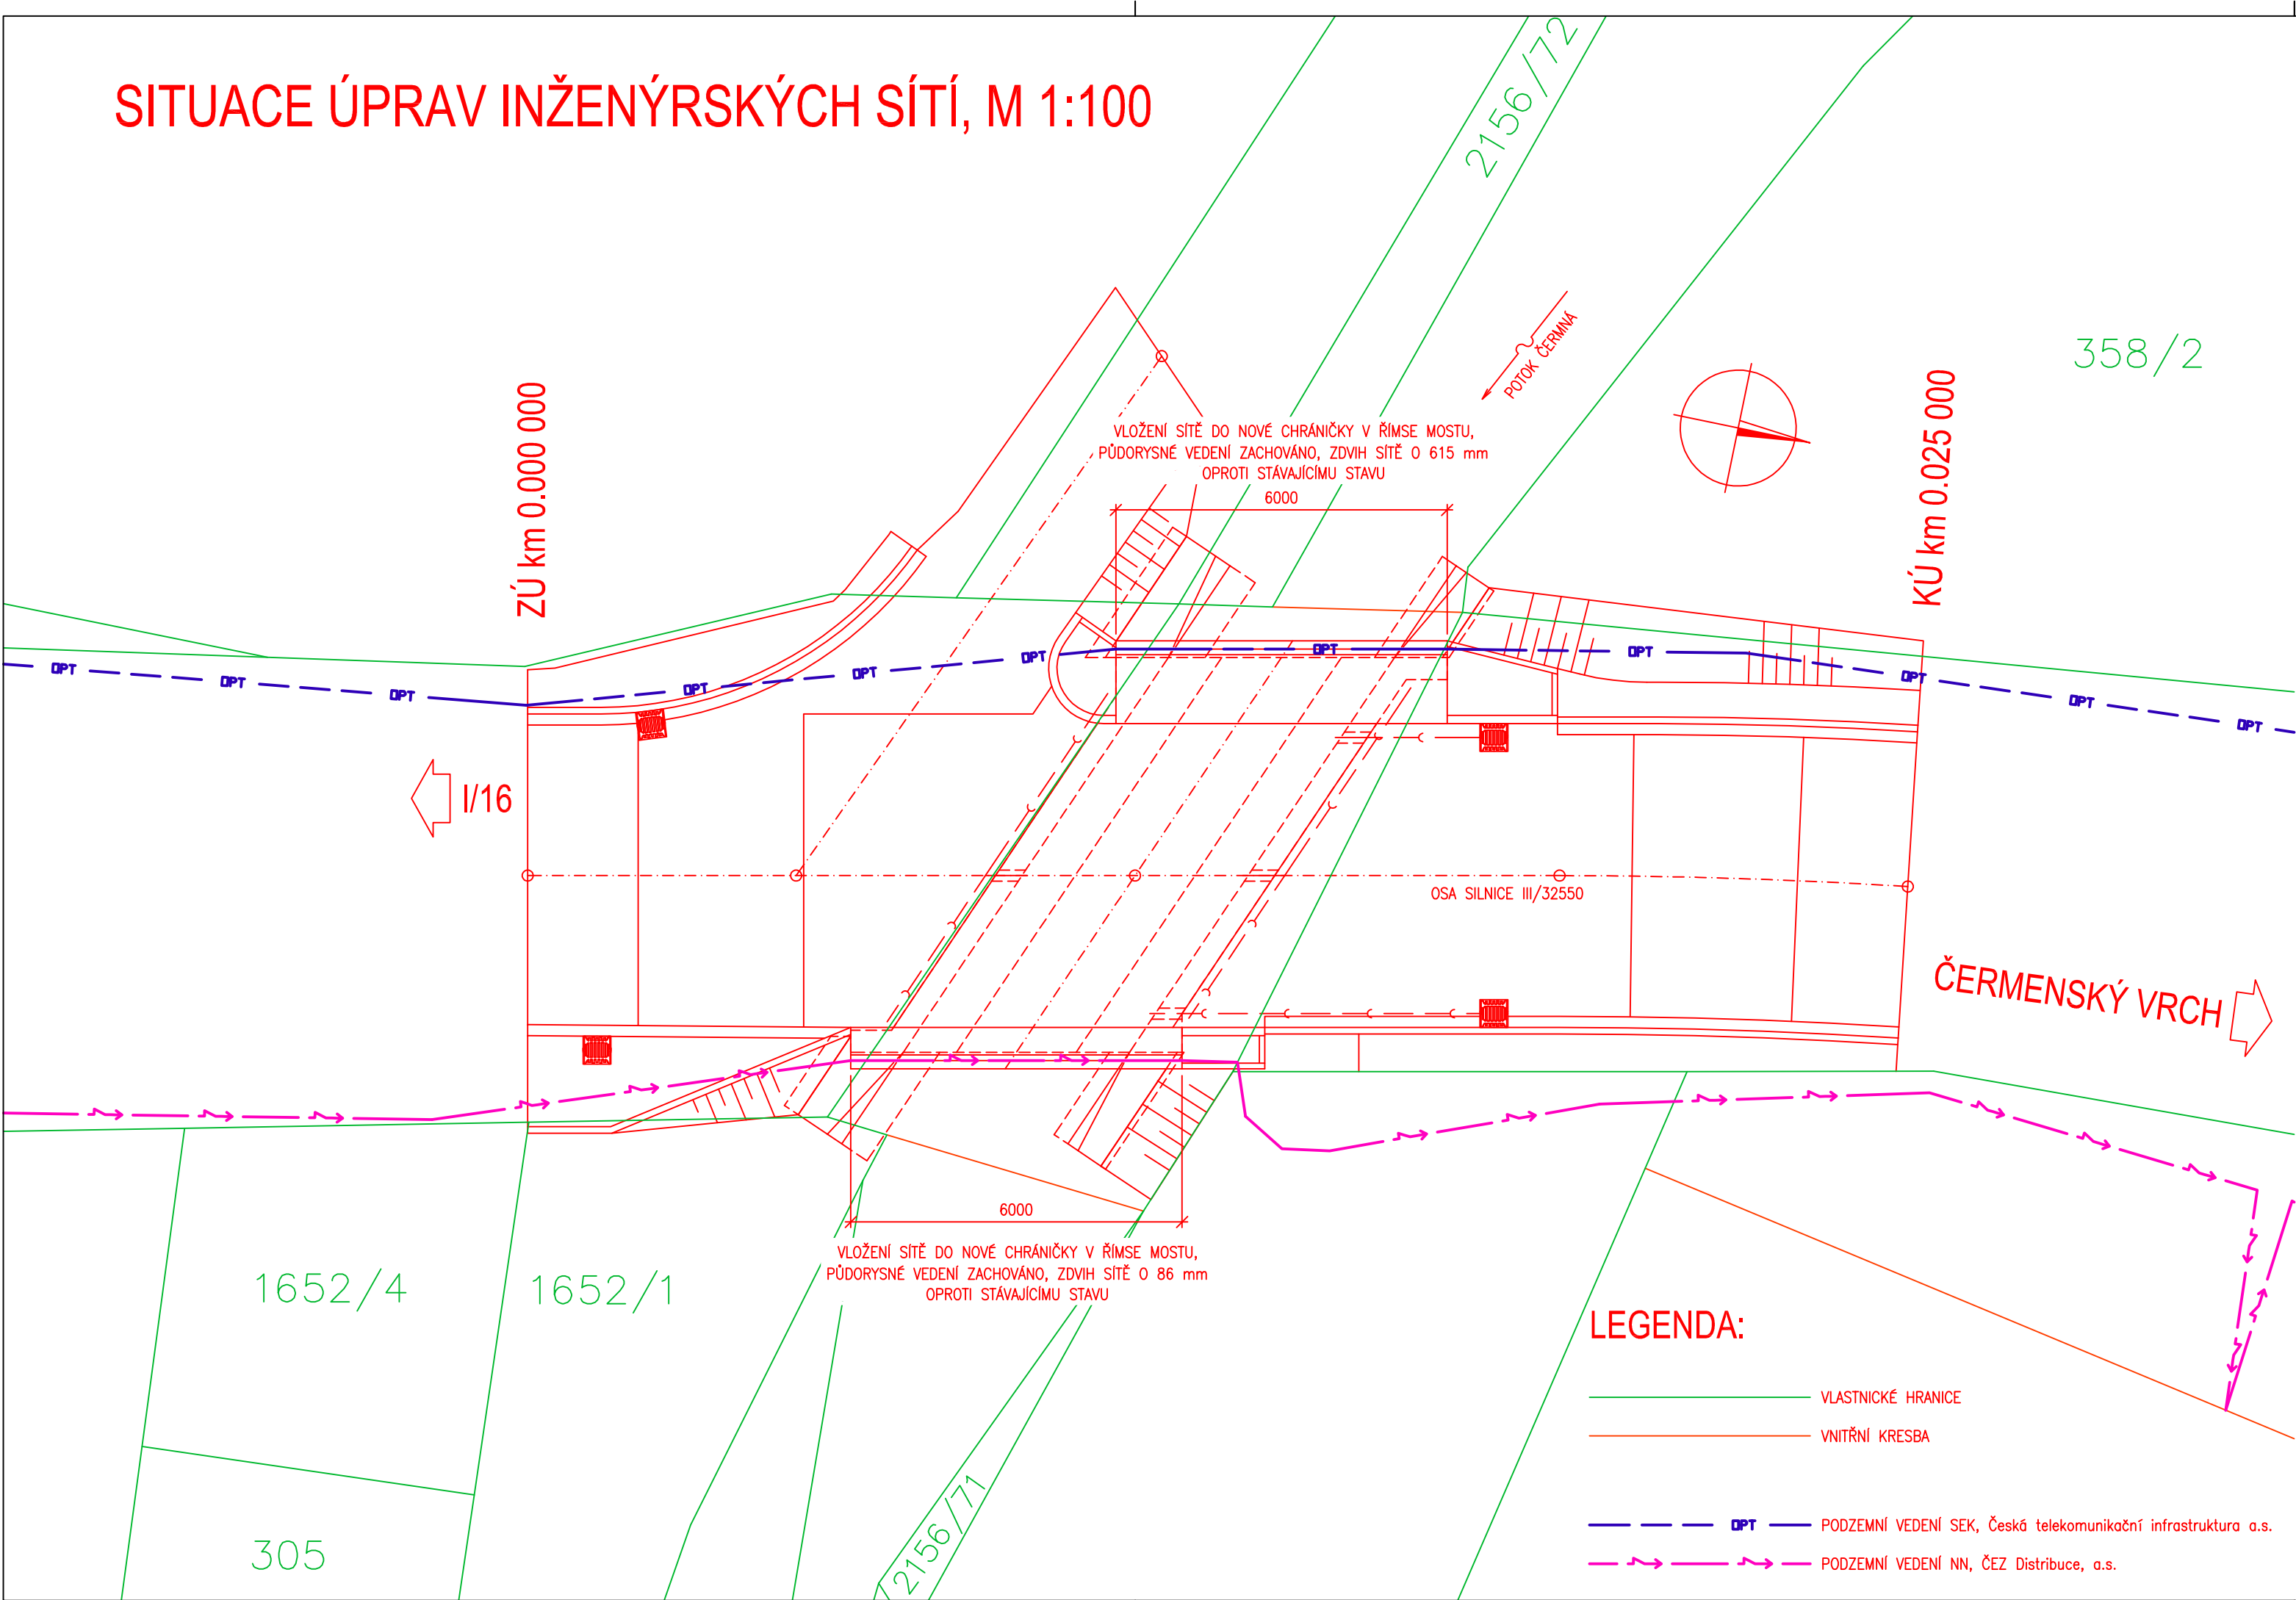 SITUACE ÚPRAV INŽENÝRSKÝCH SÍTÍ, M 1:100
2156/72
358/2
POTOK ČERMNÁ
ZÚ km 0.000 000
KÚ km 0.025 000
VLOŽENÍ SÍTĚ DO NOVÉ CHRÁNIČKY V ŘÍMSE MOSTU,
PŮDORYSNÉ VEDENÍ ZACHOVÁNO, ZDVIH SÍTĚ O 615 mm
OPROTI STÁVAJÍCÍMU STAVU
6000
OPT
OPT
OPT
OPT
OPT
OPT
OPT
OPT
OPT
OPT
OPT
I/16
OSA SILNICE III/32550
ČERMENSKÝ VRCH
6000
VLOŽENÍ SÍTĚ DO NOVÉ CHRÁNIČKY V ŘÍMSE MOSTU,
PŮDORYSNÉ VEDENÍ ZACHOVÁNO, ZDVIH SÍTĚ O 86 mm
OPROTI STÁVAJÍCÍMU STAVU
1652/4
1652/1
305
2156/71
LEGENDA:
VLASTNICKÉ HRANICE
VNITŘNÍ KRESBA
OPT PODZEMNÍ VEDENÍ SEK, Česká telekomunikační infrastruktura a.s.
PODZEMNÍ VEDENÍ NN, ČEZ Distribuce, a.s.